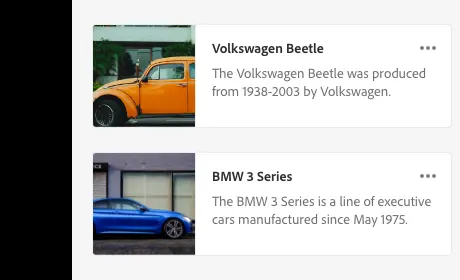 Volkswagen Beetle
The Volkswagen Beetle was produced
from 1938-2003 by Volkswagen.
BMW 3 Series
The BMW 3 Series is a line of executive
cars manufactured since May 1975.